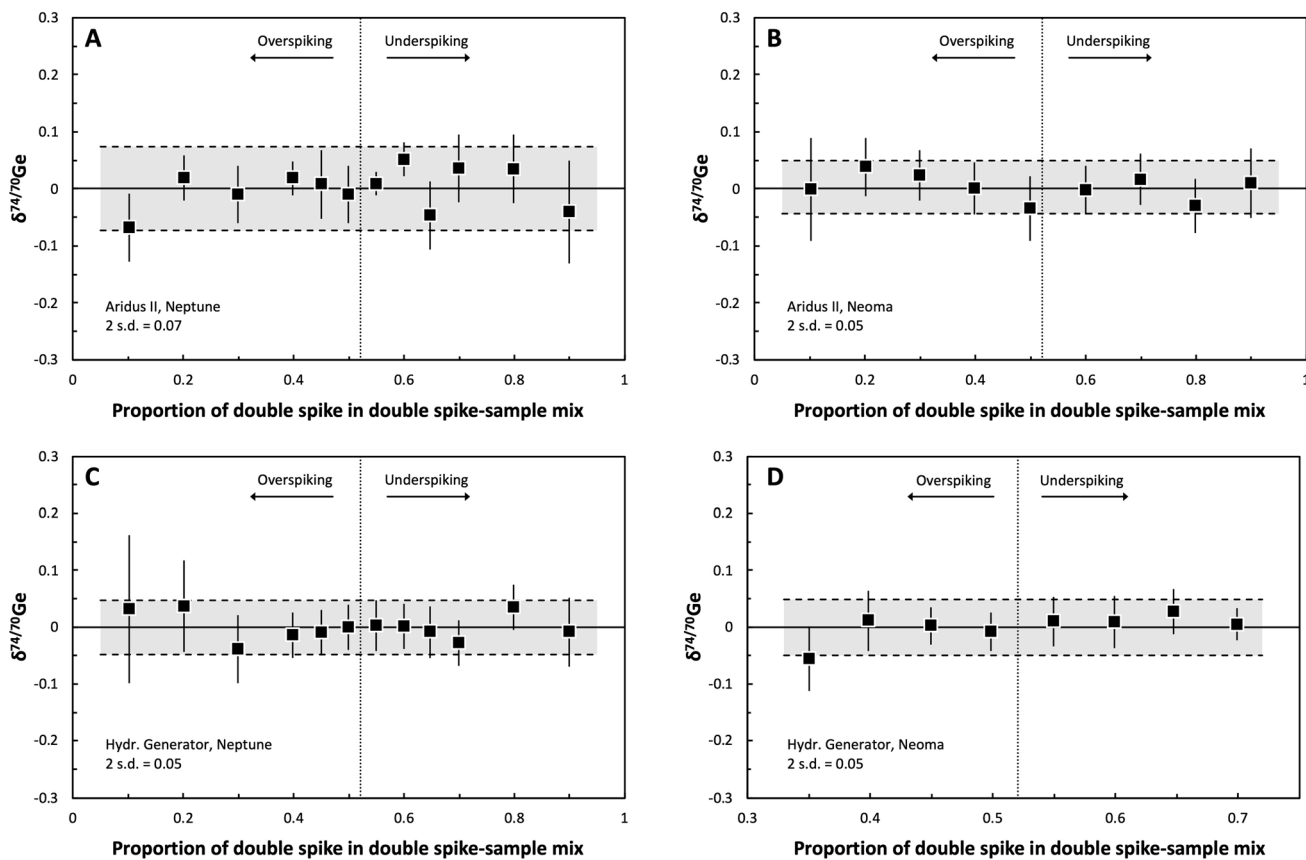 A
Overspiking
Underspiking
0.3
0.2
0.1
0
-0.1
-0.2
-0.3
δ74/70Ge
Aridus II, Neptune
2 s.d. = 0.07
0 0.2 0.4 0.6 0.8 1
Proportion of double spike in double spike-sample mix
B
Overspiking
Underspiking
0.3
0.2
0.1
0
-0.1
-0.2
-0.3
δ74/70Ge
Aridus II, Neoma
2 s.d. = 0.05
0 0.2 0.4 0.6 0.8 1
Proportion of double spike in double spike-sample mix
C
Overspiking
Underspiking
0.3
0.2
0.1
0
-0.1
-0.2
-0.3
δ74/70Ge
Hydr. Generator, Neptune
2 s.d. = 0.05
0 0.2 0.4 0.6 0.8 1
Proportion of double spike in double spike-sample mix
D
Overspiking
Underspiking
0.3
0.2
0.1
0
-0.1
-0.2
-0.3
δ74/70Ge
Hydr. Generator, Neoma
2 s.d. = 0.05
0.3 0.4 0.5 0.6 0.7
Proportion of double spike in double spike-sample mix